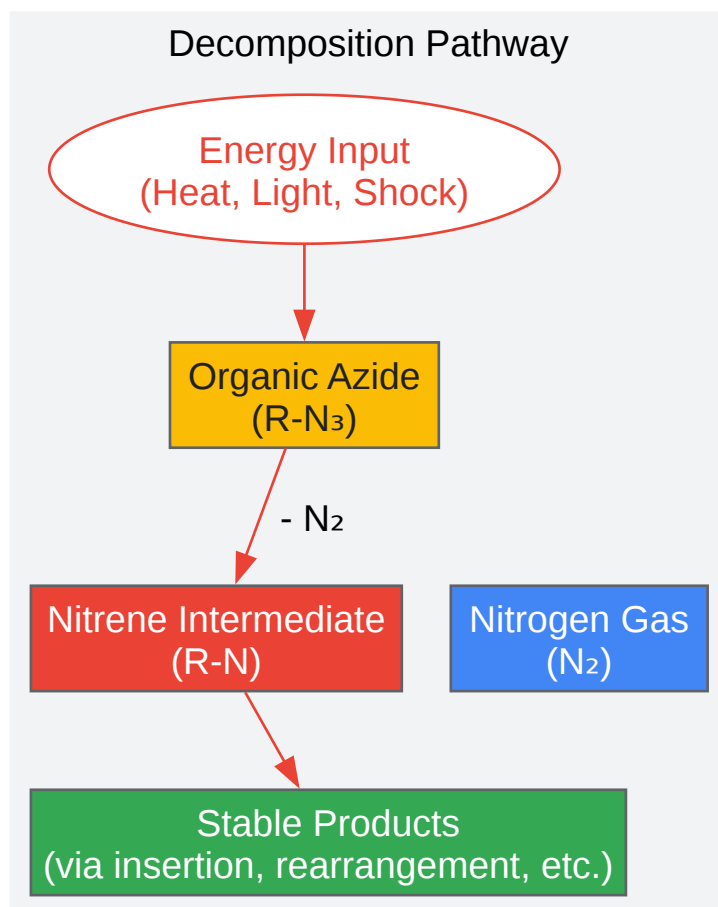 Decomposition Pathway
Energy Input
(Heat, Light, Shock)
Organic Azide
(R-N₃)
- N₂
Nitrene Intermediate
(R-N)
Nitrogen Gas
(N₂)
Stable Products
(via insertion, rearrangement, etc.)